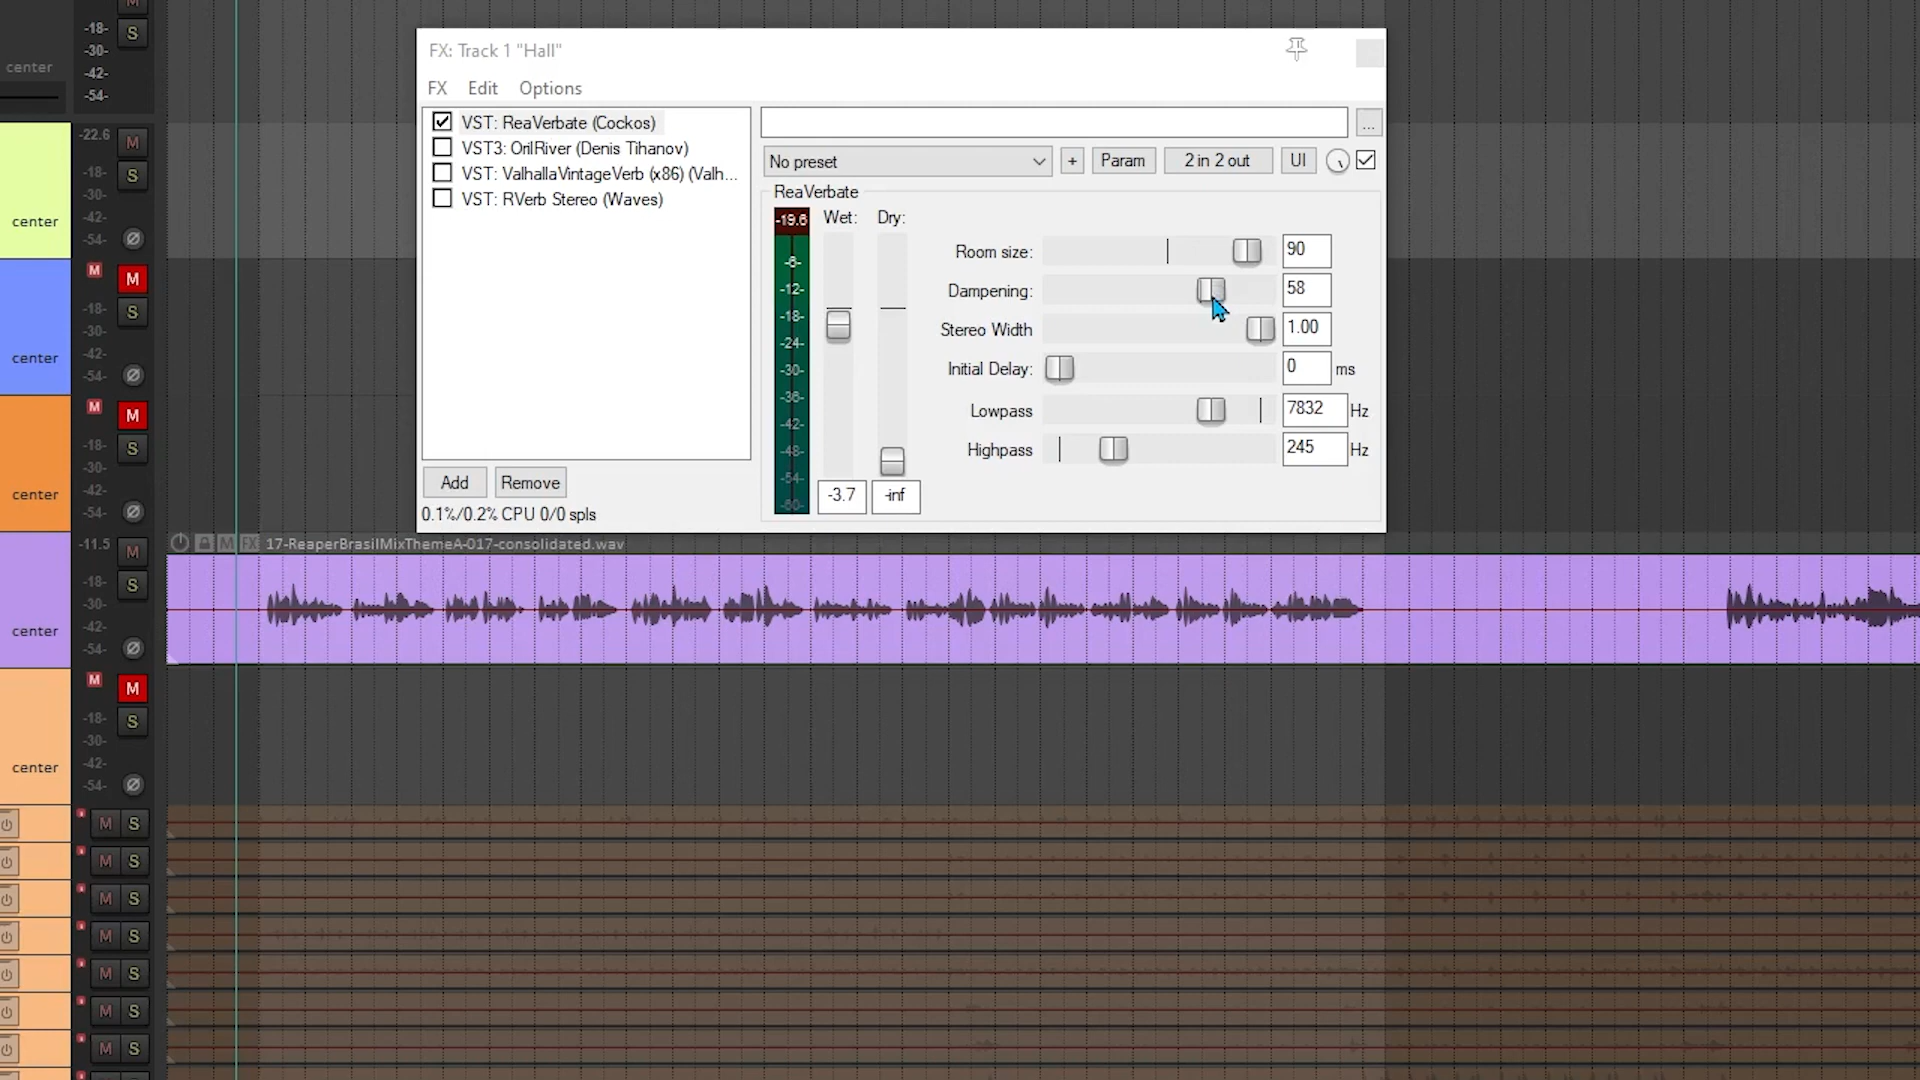 FX: Track 1 "Hall"
FX Edit Options
VST: ReaVerbate (Cockos)
VST3: OrilRiver (Denis Tihanov)
VST: ValhallaVintageVerb (x86) (Valh...
VST: RVerb Stereo (Waves)
Add Remove
0.1%/0.2% CPU 0/0 spls
...
No preset + Param 2 in 2 out UI
ReaVerbate
-19.6 Wet: Dry:
-6-
-12-
-18-
-24-
-30-
-36-
-42-
-48-
-54-
-60-
-3.7 -inf
Room size: 90
Dampening: 58
Stereo Width 1.00
Initial Delay: 0 ms
Lowpass 7832 Hz
Highpass 245 Hz
M
-18- S
-30-
center
-42-
-54-
-22.6 M
-18- S
-30-
-42-
center
-54- Ø
M M
-18- S
-30-
-42-
center
-54- Ø
M M
-18- S
-30-
-42-
center
-54- Ø
M FX 17-ReaperBrasilMixThemeA-017-consolidated.wav
-11.5 M
-18- S
-30-
-42-
center
-54- Ø
M M
-18- S
-30-
-42-
center
-54- Ø
M S
M S
M S
M S
M S
M S
M S